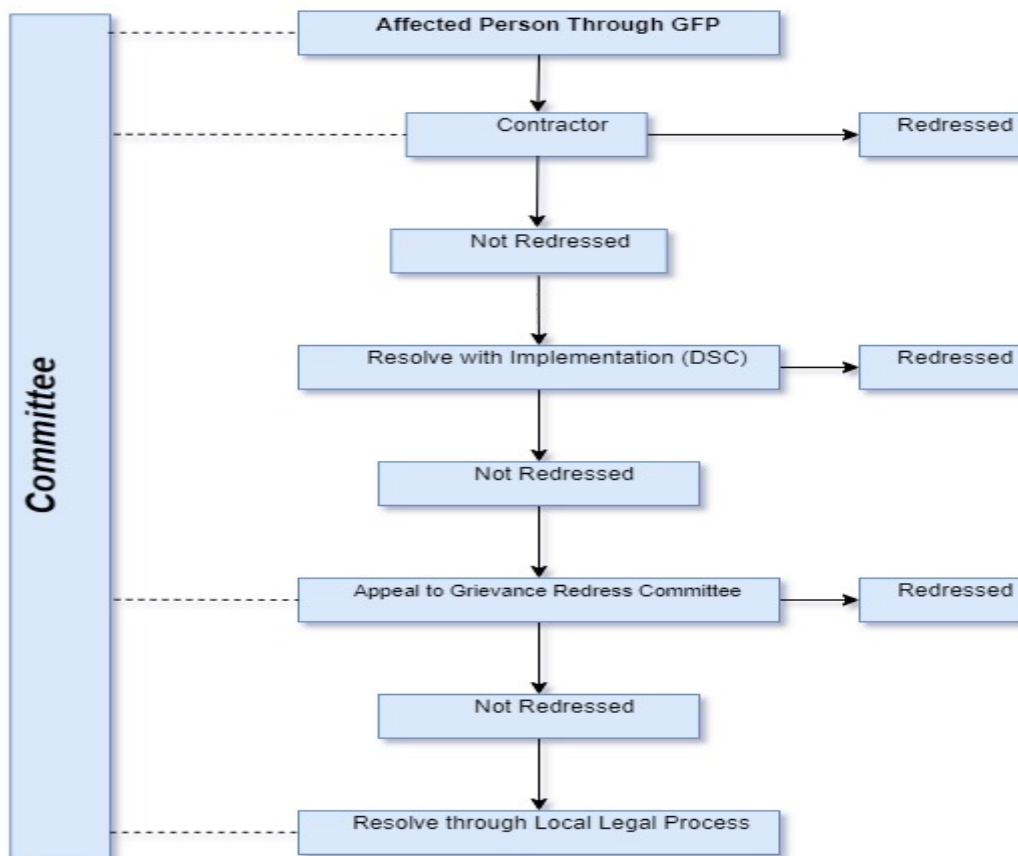 Affected Person Through GFP
Contractor
Redressed
Not Redressed
Resolve with Implementation (DSC)
Redressed
Not Redressed
Appeal to Grievance Redress Committee
Redressed
Not Redressed
Resolve through Local Legal Process
Committee